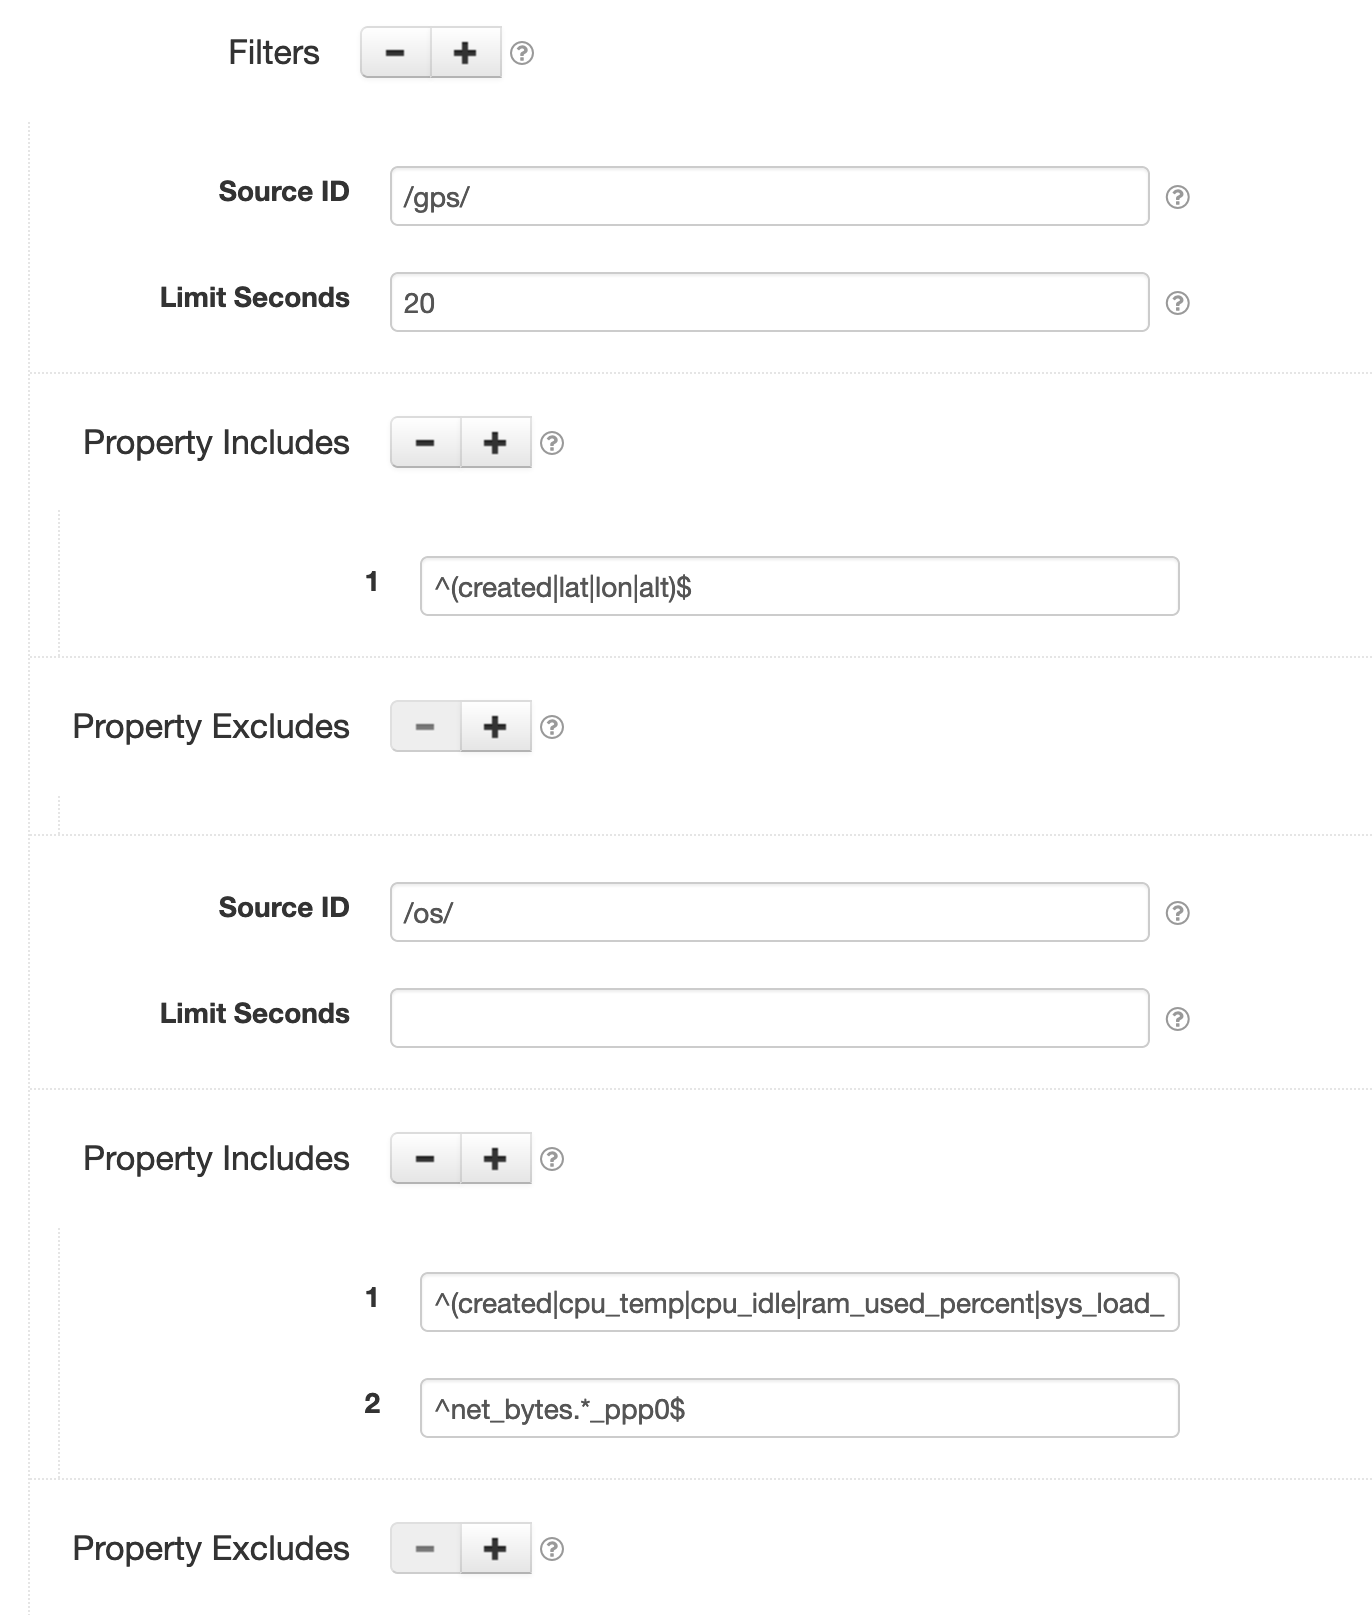 Filters - + ?
Source ID /gps/ ?
Limit Seconds 20 ?
Property Includes - + ?
1 ^(created|lat|lon|alt)$
Property Excludes - + ?
Source ID /os/ ?
Limit Seconds ?
Property Includes - + ?
1 ^(created|cpu_temp|cpu_idle|ram_used_percent|sys_load_
2 ^net_bytes.*_ppp0$
Property Excludes - + ?